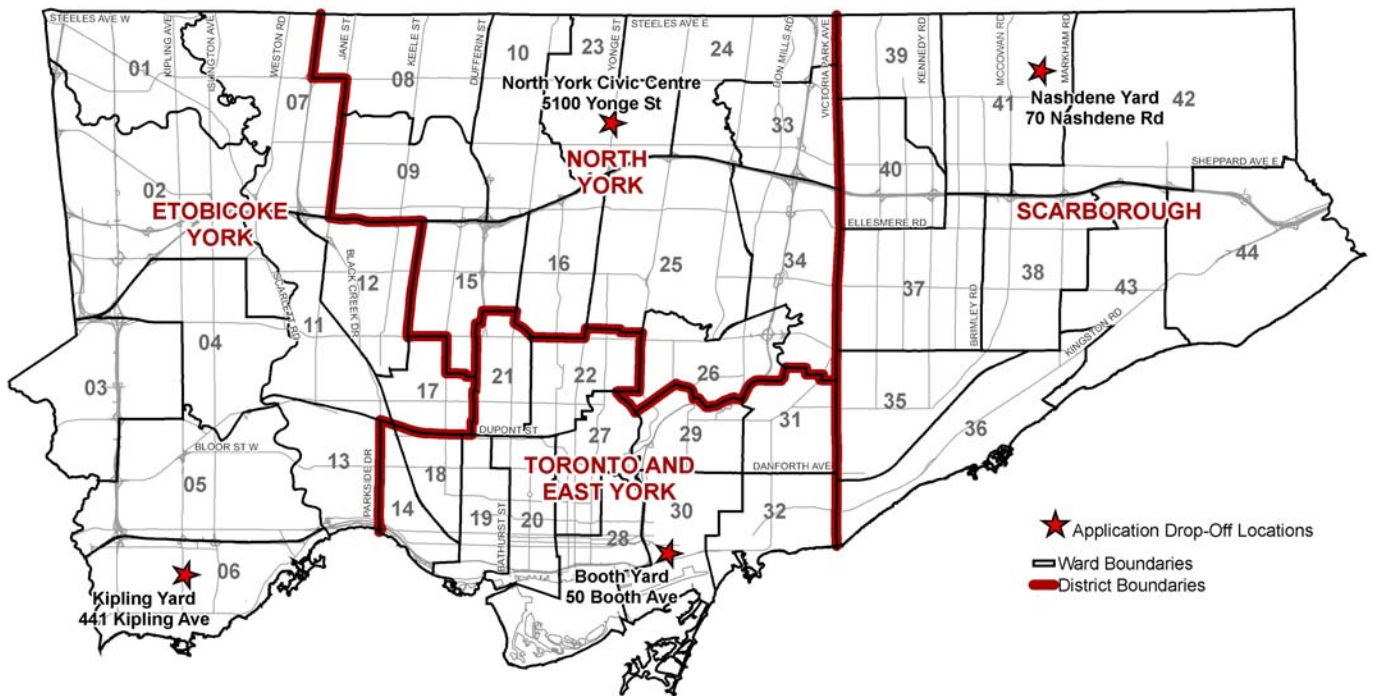 STEELES AVE W
KIPLING AVE
ISLINGTON AVE
WESTON RD
JANE ST
KEELE ST
DUFFERIN ST
YONGE ST
STEELES AVE E
DON MILLS RD
VICTORIA PARK AVE
KENNEDY RD
MCCOWAN RD
MARKHAM RD
01
07
08
10
23
24
39
41
42
North York Civic Centre
5100 Yonge St
Nashdene Yard
70 Nashdene Rd
33
NORTH
YORK
09
40
SHEPPARD AVE E
02
ETOBICOKE
YORK
ELLESMERE RD
SCARBOROUGH
BLACK CREEK DR
SCARLETT RD
12
15
16
25
34
37
38
43
44
BRIMLEY RD
KINGSTON RD
11
04
03
17
21
22
26
35
36
31
DUPONT ST
27
29
BLOOR ST W
05
13
PARKSIDE DR
14
18
TORONTO AND
EAST YORK
DANFORTH AVE
19
BATHURST ST
20
28
30
32
06
Kipling Yard
441 Kipling Ave
Booth Yard
50 Booth Ave
Application Drop-Off Locations
Ward Boundaries
District Boundaries